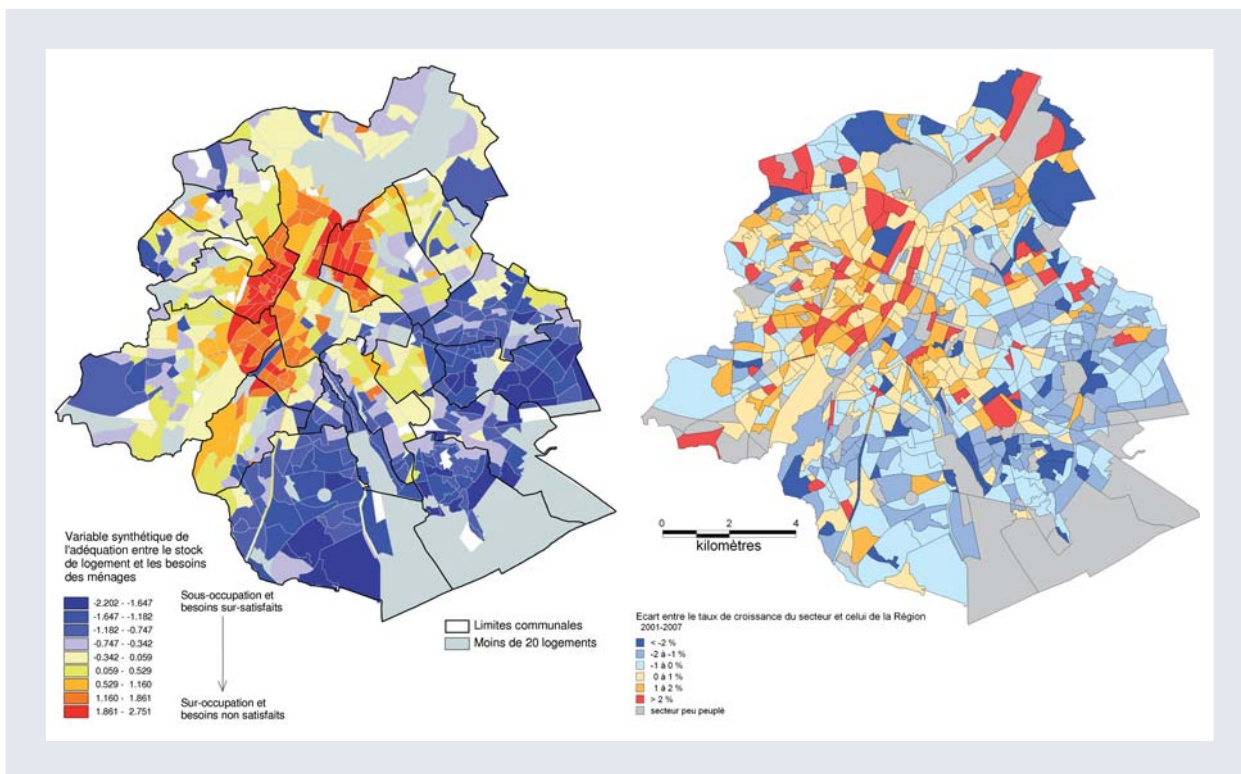 Variable synthétique de
l'adéquation entre le stock
de logement et les besoins
des ménages
-2.202 - -1.647
-1.647 - -1.182
-1.182 - -0.747
-0.747 - -0.342
-0.342 - 0.059
0.059 - 0.529
0.529 - 1.160
1.160 - 1.861
1.861 - 2.751
Sous-occupation et
besoins sur-satisfaits
Sur-occupation et
besoins non satisfaits
Limites communales
Moins de 20 logements
0 2 4
kilomètres
Ecart entre le taux de croissance du secteur et celui de la Région
2001-2007
< -2 %
-2 à -1 %
-1 à 0 %
0 à 1 %
1 à 2 %
> 2 %
secteur peu peuplé